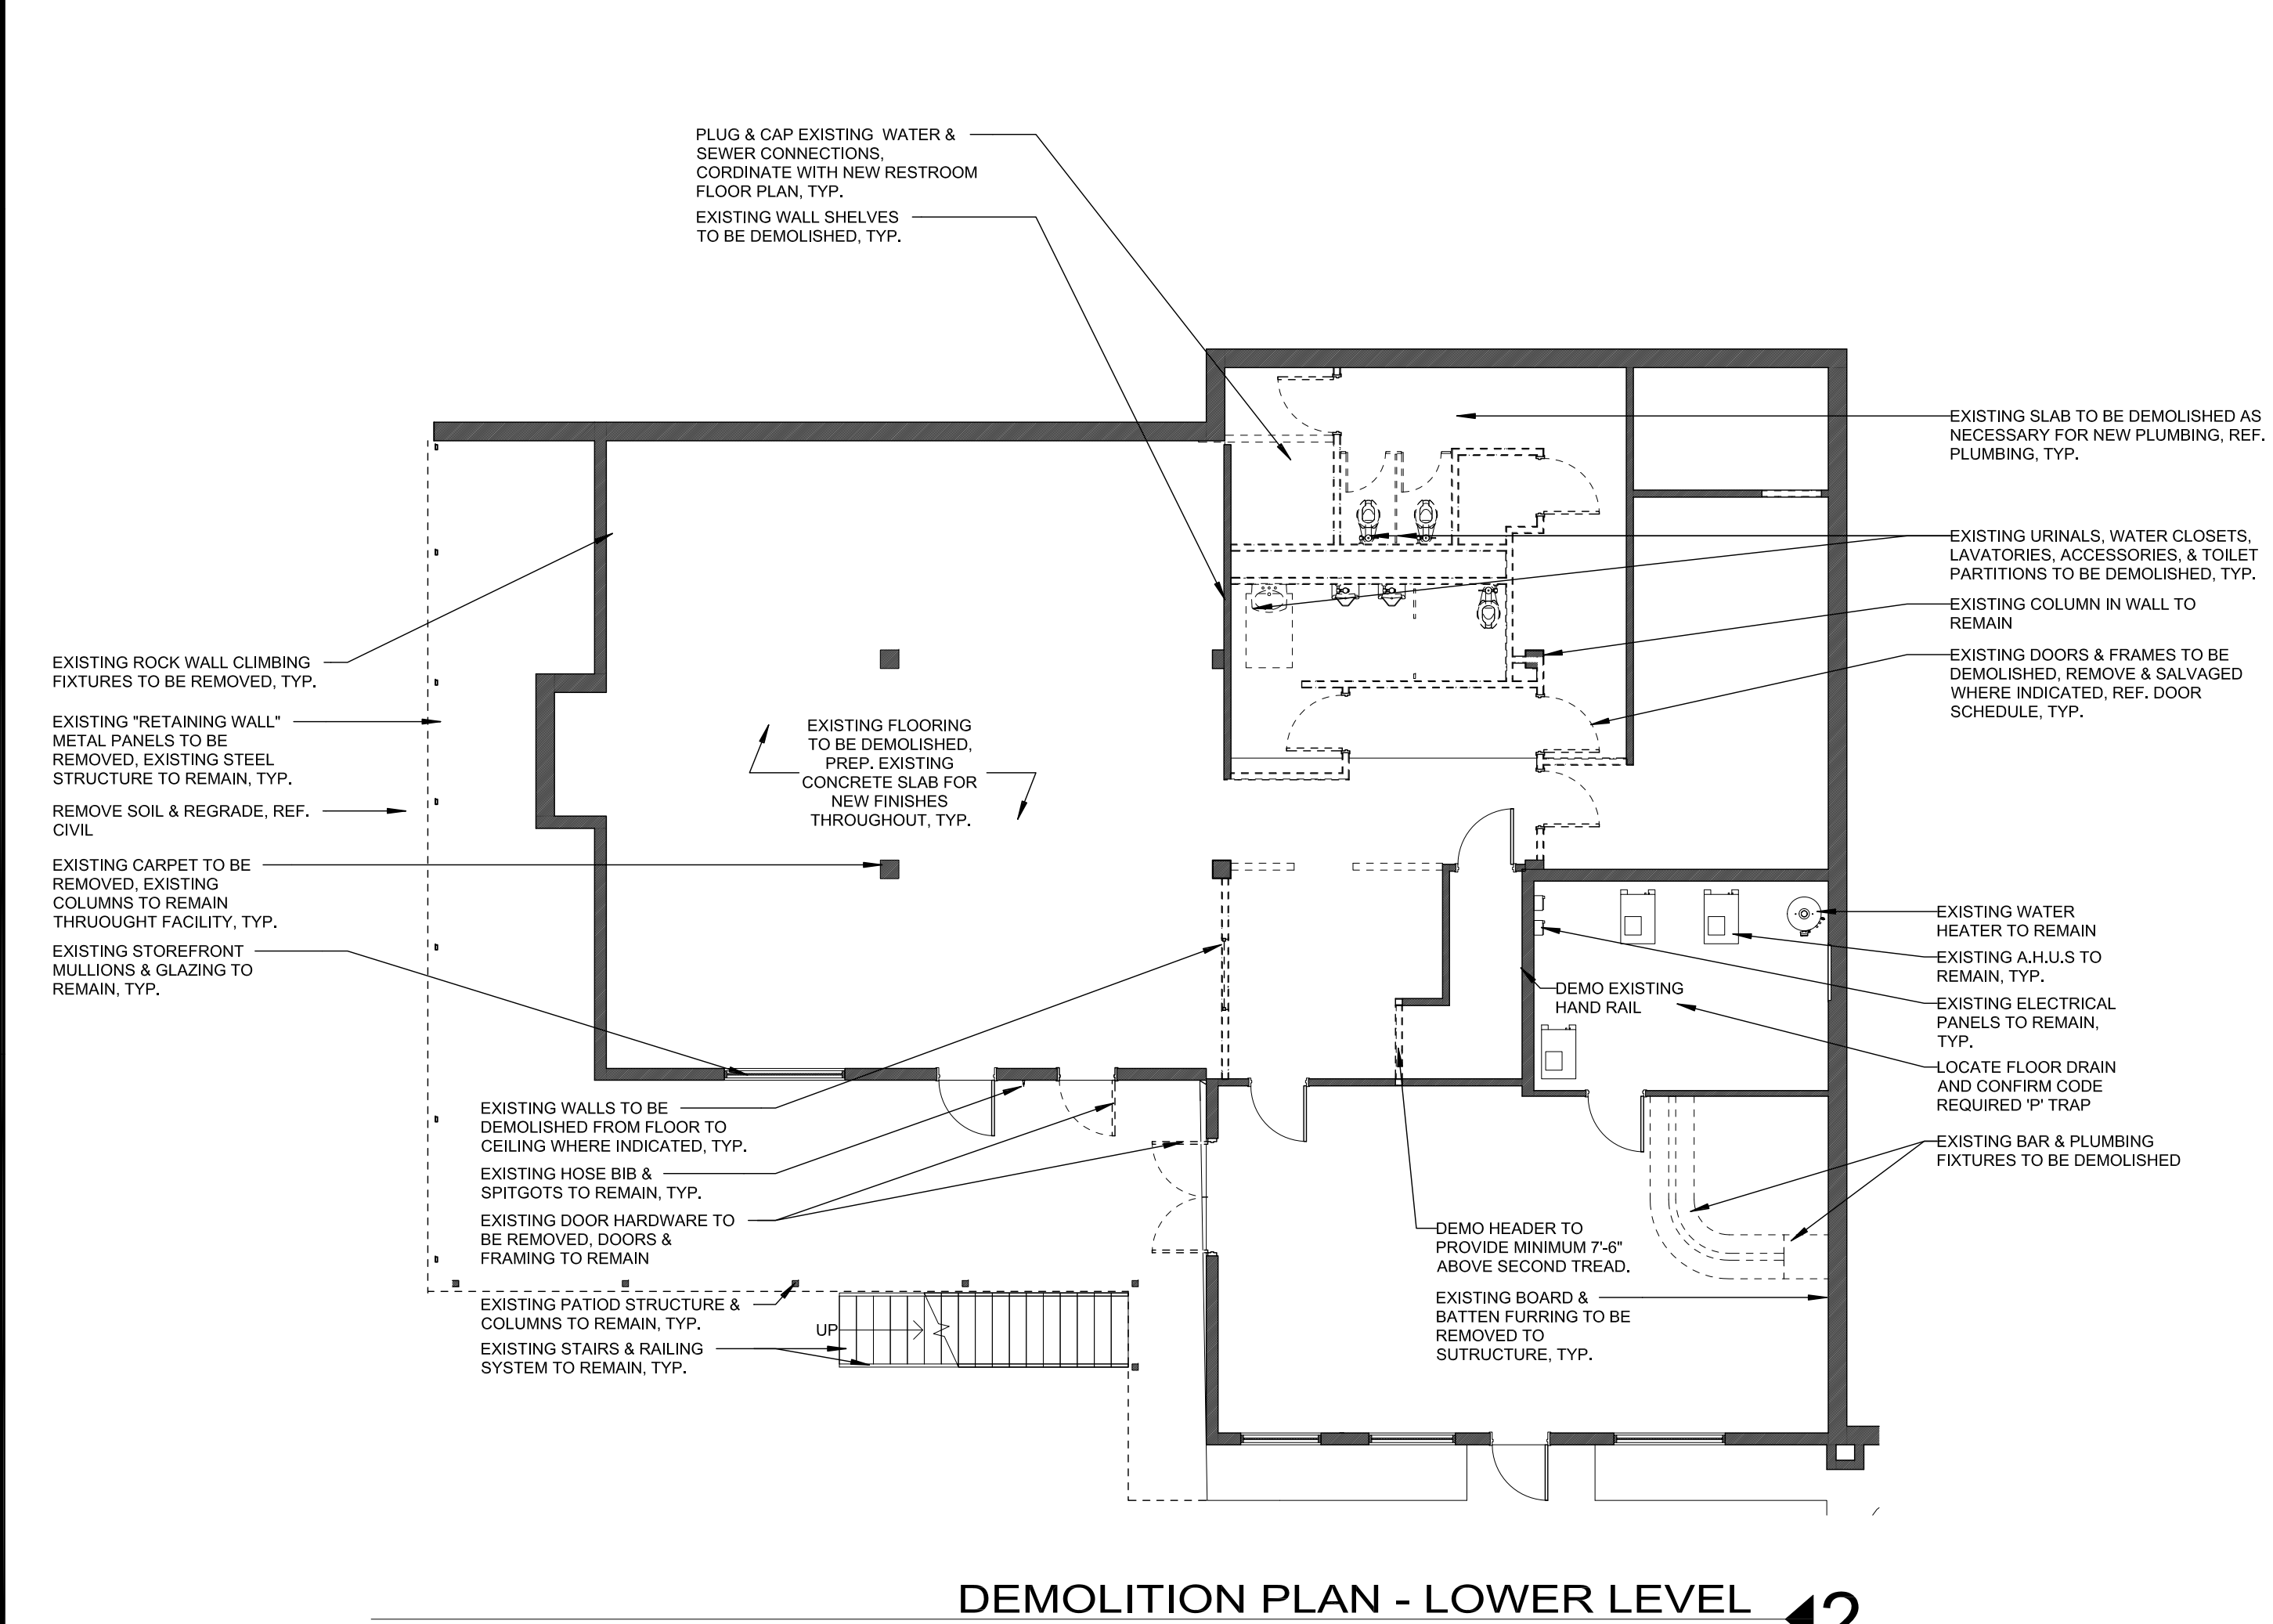 PLUG & CAP EXISTING WATER &
SEWER CONNECTIONS,
CORDINATE WITH NEW RESTROOM
FLOOR PLAN, TYP.
EXISTING WALL SHELVES
TO BE DEMOLISHED, TYP.
EXISTING ROCK WALL CLIMBING
FIXTURES TO BE REMOVED, TYP.
EXISTING "RETAINING WALL"
METAL PANELS TO BE
REMOVED, EXISTING STEEL
STRUCTURE TO REMAIN, TYP.
REMOVE SOIL & REGRADE, REF.
CIVIL
EXISTING CARPET TO BE
REMOVED, EXISTING
COLUMNS TO REMAIN
THRUOUGHT FACILITY, TYP.
EXISTING STOREFRONT
MULLIONS & GLAZING TO
REMAIN, TYP.
EXISTING FLOORING
TO BE DEMOLISHED,
PREP. EXISTING
CONCRETE SLAB FOR
NEW FINISHES
THROUGHOUT, TYP.
EXISTING WALLS TO BE
DEMOLISHED FROM FLOOR TO
CEILING WHERE INDICATED, TYP.
EXISTING HOSE BIB &
SPITGOTS TO REMAIN, TYP.
EXISTING DOOR HARDWARE TO
BE REMOVED, DOORS &
FRAMING TO REMAIN
EXISTING PATIOD STRUCTURE &
COLUMNS TO REMAIN, TYP.
EXISTING STAIRS & RAILING
SYSTEM TO REMAIN, TYP.
UP
EXISTING SLAB TO BE DEMOLISHED AS
NECESSARY FOR NEW PLUMBING, REF.
PLUMBING, TYP.
EXISTING URINALS, WATER CLOSETS,
LAVATORIES, ACCESSORIES, & TOILET
PARTITIONS TO BE DEMOLISHED, TYP.
EXISTING COLUMN IN WALL TO
REMAIN
EXISTING DOORS & FRAMES TO BE
DEMOLISHED, REMOVE & SALVAGED
WHERE INDICATED, REF. DOOR
SCHEDULE, TYP.
EXISTING WATER
HEATER TO REMAIN
EXISTING A.H.U.S TO
REMAIN, TYP.
EXISTING ELECTRICAL
PANELS TO REMAIN,
TYP.
LOCATE FLOOR DRAIN
AND CONFIRM CODE
REQUIRED 'P' TRAP
EXISTING BAR & PLUMBING
FIXTURES TO BE DEMOLISHED
DEMO EXISTING
HAND RAIL
DEMO HEADER TO
PROVIDE MINIMUM 7'-6"
ABOVE SECOND TREAD.
EXISTING BOARD &
BATTEN FURRING TO BE
REMOVED TO
SUTRUCTURE, TYP.
DEMOLITION PLAN - LOWER LEVEL
2